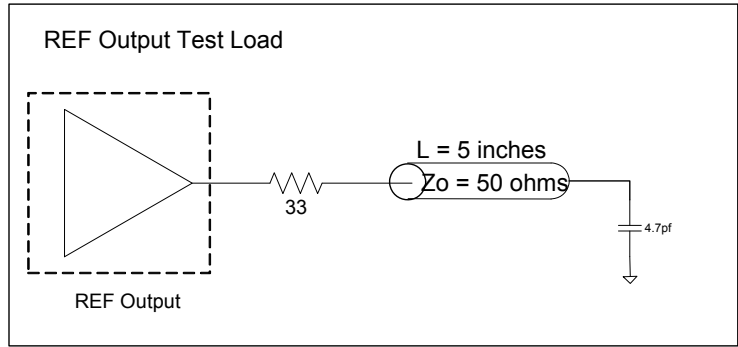 REF Output Test Load
L = 5 inches
Zo = 50 ohms
33
4.7pf
REF Output